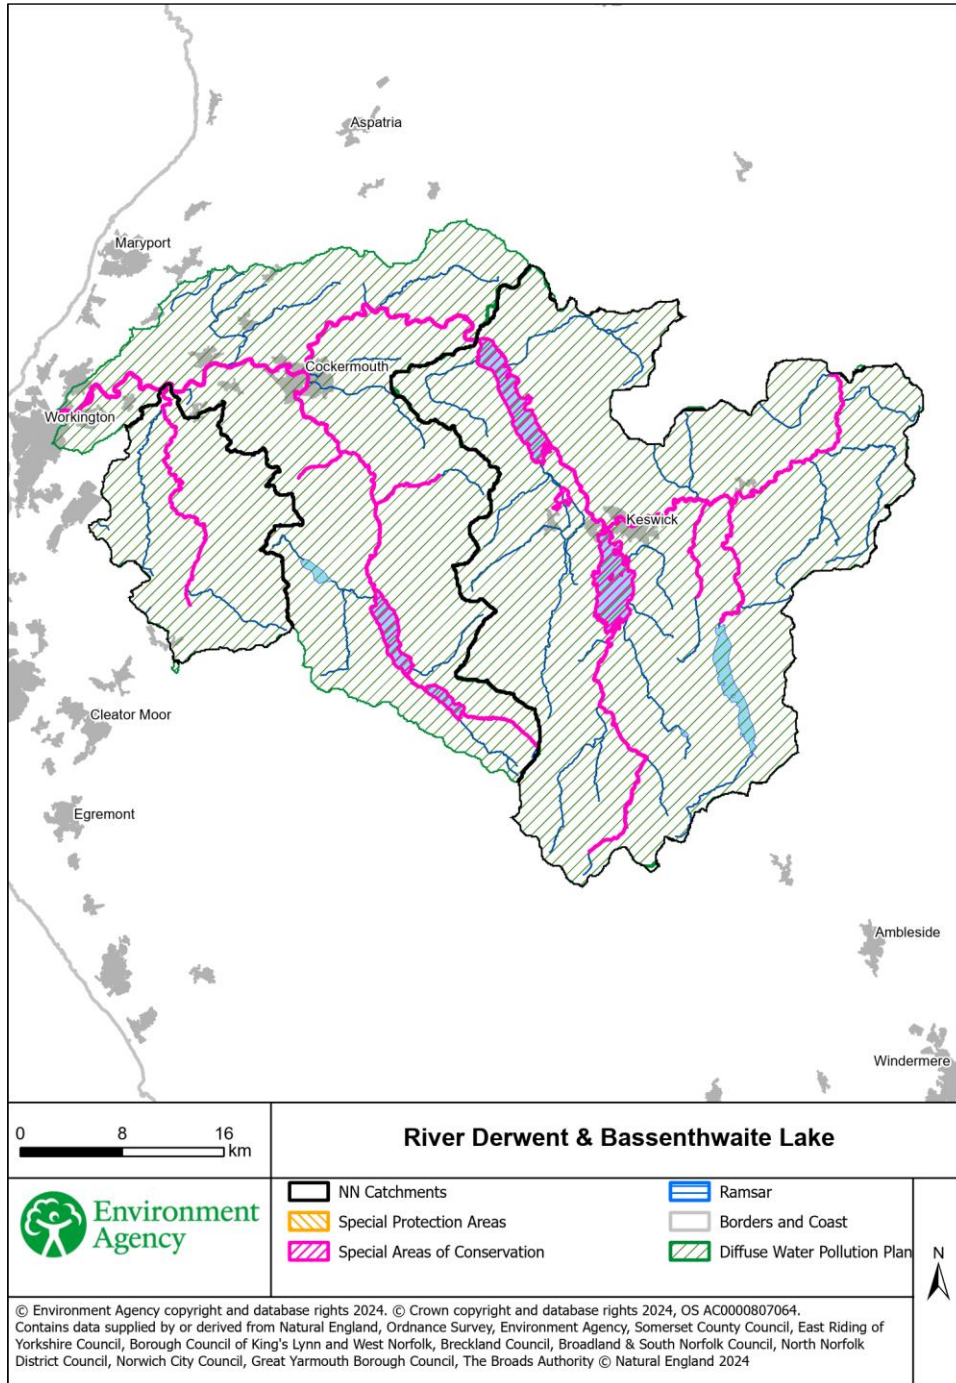 Aspatria
Maryport
Cockermouth
Workington
Keswick
Cleator Moor
Egremont
Ambleside
Windermere
0 8 16
km
River Derwent & Bassenthwaite Lake
Environment
Agency
NN Catchments
Special Protection Areas
Special Areas of Conservation
Ramsar
Borders and Coast
Diffuse Water Pollution Plan
N
© Environment Agency copyright and database rights 2024. © Crown copyright and database rights 2024, OS AC0000807064.
Contains data supplied by or derived from Natural England, Ordnance Survey, Environment Agency, Somerset County Council, East Riding of
Yorkshire Council, Borough Council of King's Lynn and West Norfolk, Breckland Council, Broadland & South Norfolk Council, North Norfolk
District Council, Norwich City Council, Great Yarmouth Borough Council, The Broads Authority © Natural England 2024